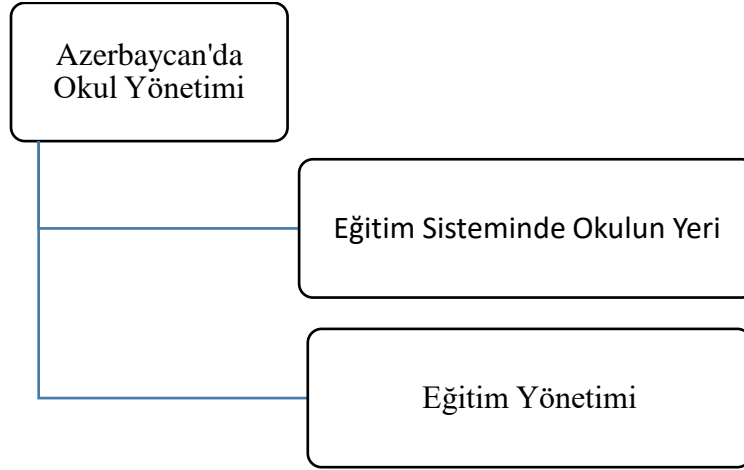 Azerbaycan'da
Okul Yönetimi
Eğitim Sisteminde Okulun Yeri
Eğitim Yönetimi